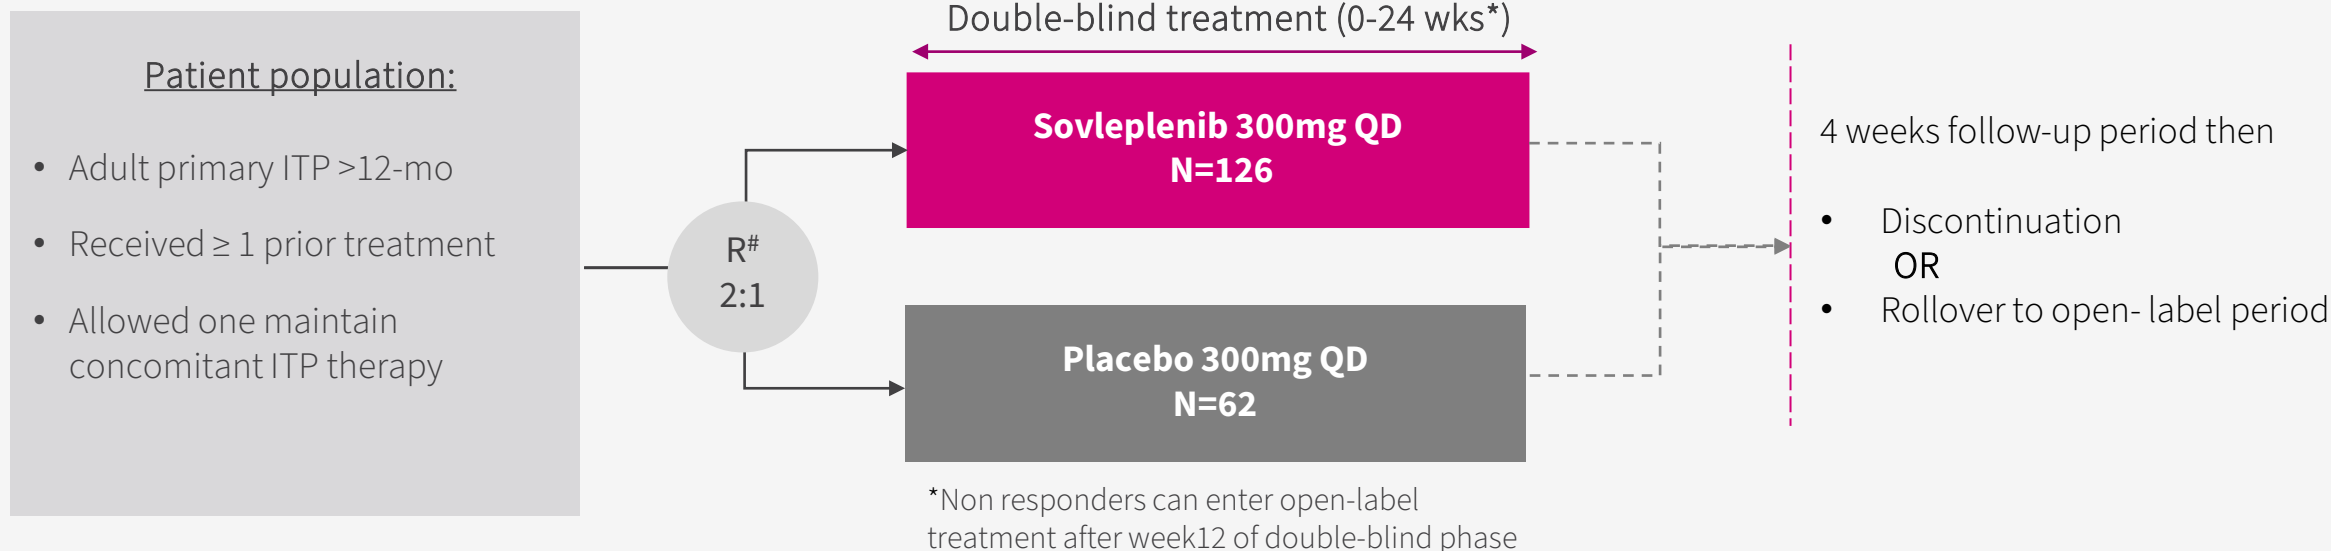 Patient population:
• Adult primary ITP >12-mo
• Received ≥ 1 prior treatment
• Allowed one maintain
concomitant ITP therapy
R#
2:1
Double-blind treatment (0-24 wks*)
Sovleplenib 300mg QD
N=126
Placebo 300mg QD
N=62
*Non responders can enter open-label
treatment after week12 of double-blind phase
4 weeks follow-up period then
• Discontinuation
OR
• Rollover to open- label period